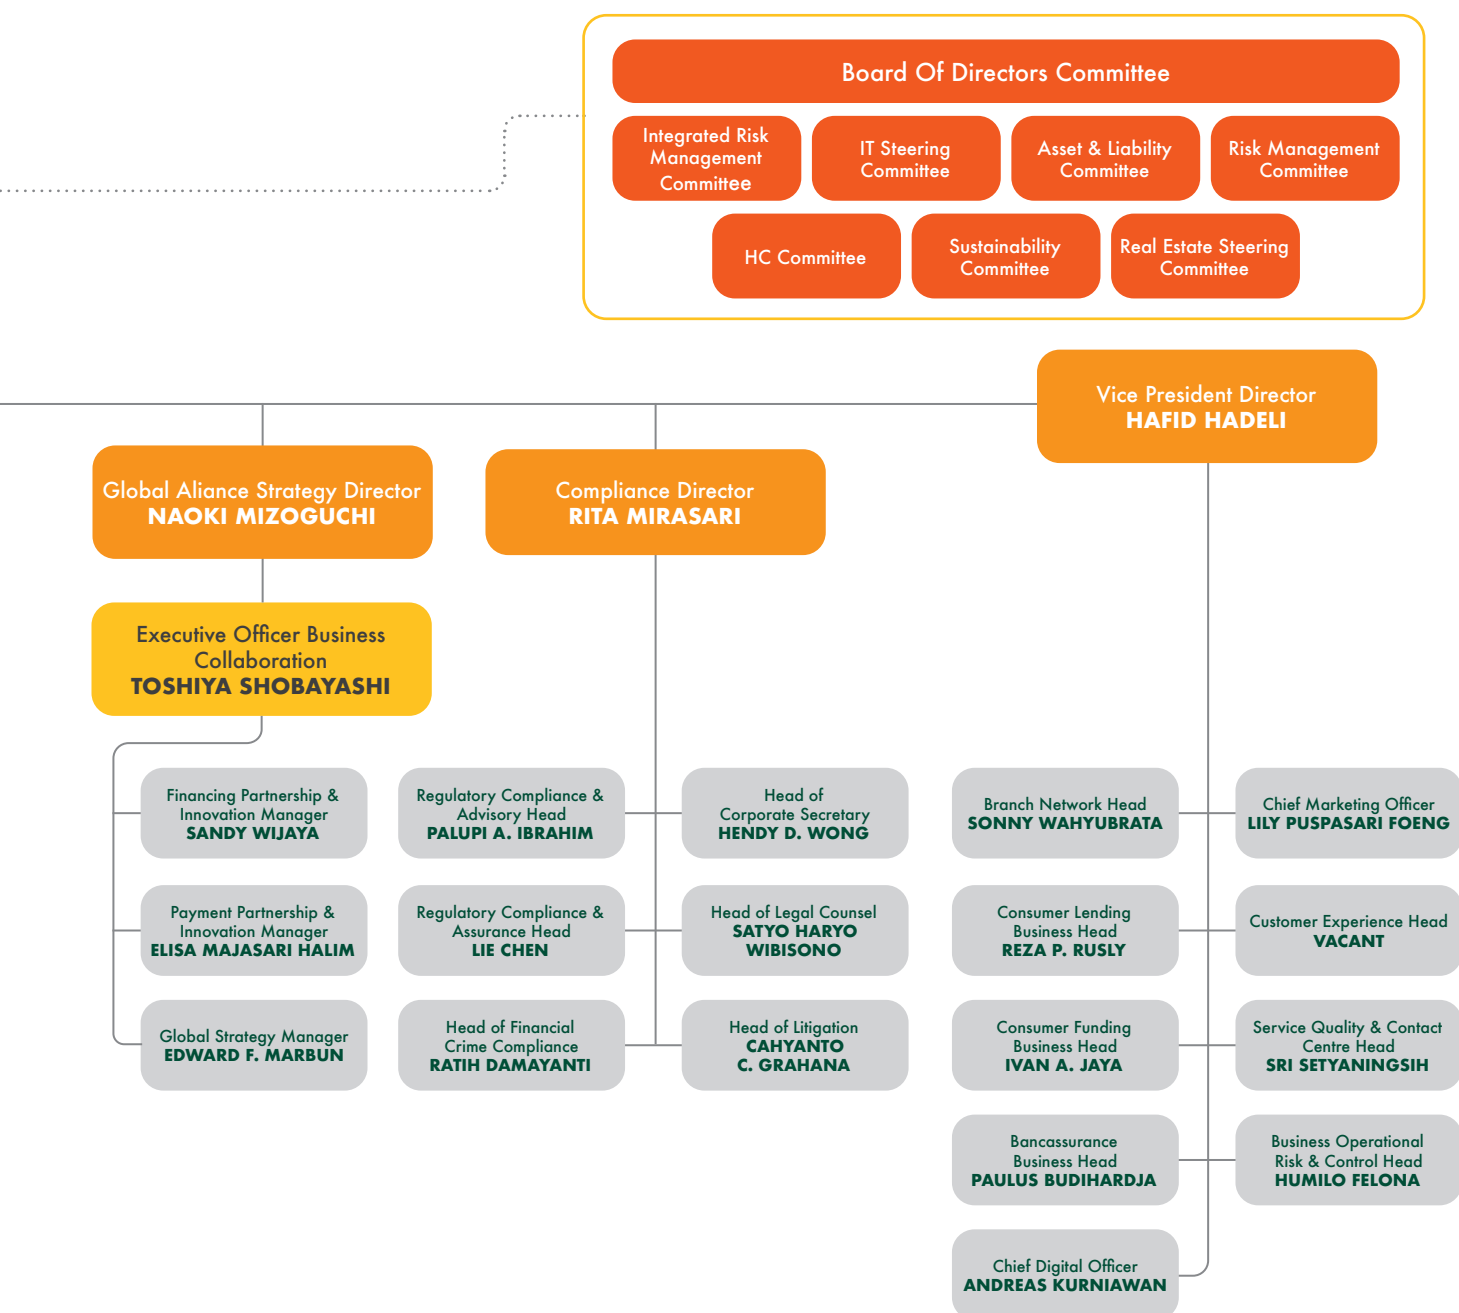 Board Of Directors Committee
Integrated Risk
Management
Committee
IT Steering
Committee
Asset & Liability
Committee
Risk Management
Committee
HC Committee
Sustainability
Committee
Real Estate Steering
Committee
Vice President Director
HAFID HADELI
Global Aliance Strategy Director
NAOKI MIZOGUCHI
Compliance Director
RITA MIRASARI
Executive Officer Business
Collaboration
TOSHIYA SHOBAYASHI
Financing Partnership &
Innovation Manager
SANDY WIJAYA
Regulatory Compliance &
Advisory Head
PALUPI A. IBRAHIM
Head of
Corporate Secretary
HENDY D. WONG
Branch Network Head
SONNY WAHYUBRATA
Chief Marketing Officer
LILY PUSPASARI FOENG
Payment Partnership &
Innovation Manager
ELISA MAJASARI HALIM
Regulatory Compliance &
Assurance Head
LIE CHEN
Head of Legal Counsel
SATYO HARYO
WIBISONO
Consumer Lending
Business Head
REZA P. RUSLY
Customer Experience Head
VACANT
Global Strategy Manager
EDWARD F. MARBUN
Head of Financial
Crime Compliance
RATIH DAMAYANTI
Head of Litigation
CAHYANTO
C. GRAHANA
Consumer Funding
Business Head
IVAN A. JAYA
Service Quality & Contact
Centre Head
SRI SETYANINGSIH
Bancassurance
Business Head
PAULUS BUDIHARDJA
Business Operational
Risk & Control Head
HUMILO FELONA
Chief Digital Officer
ANDREAS KURNIAWAN